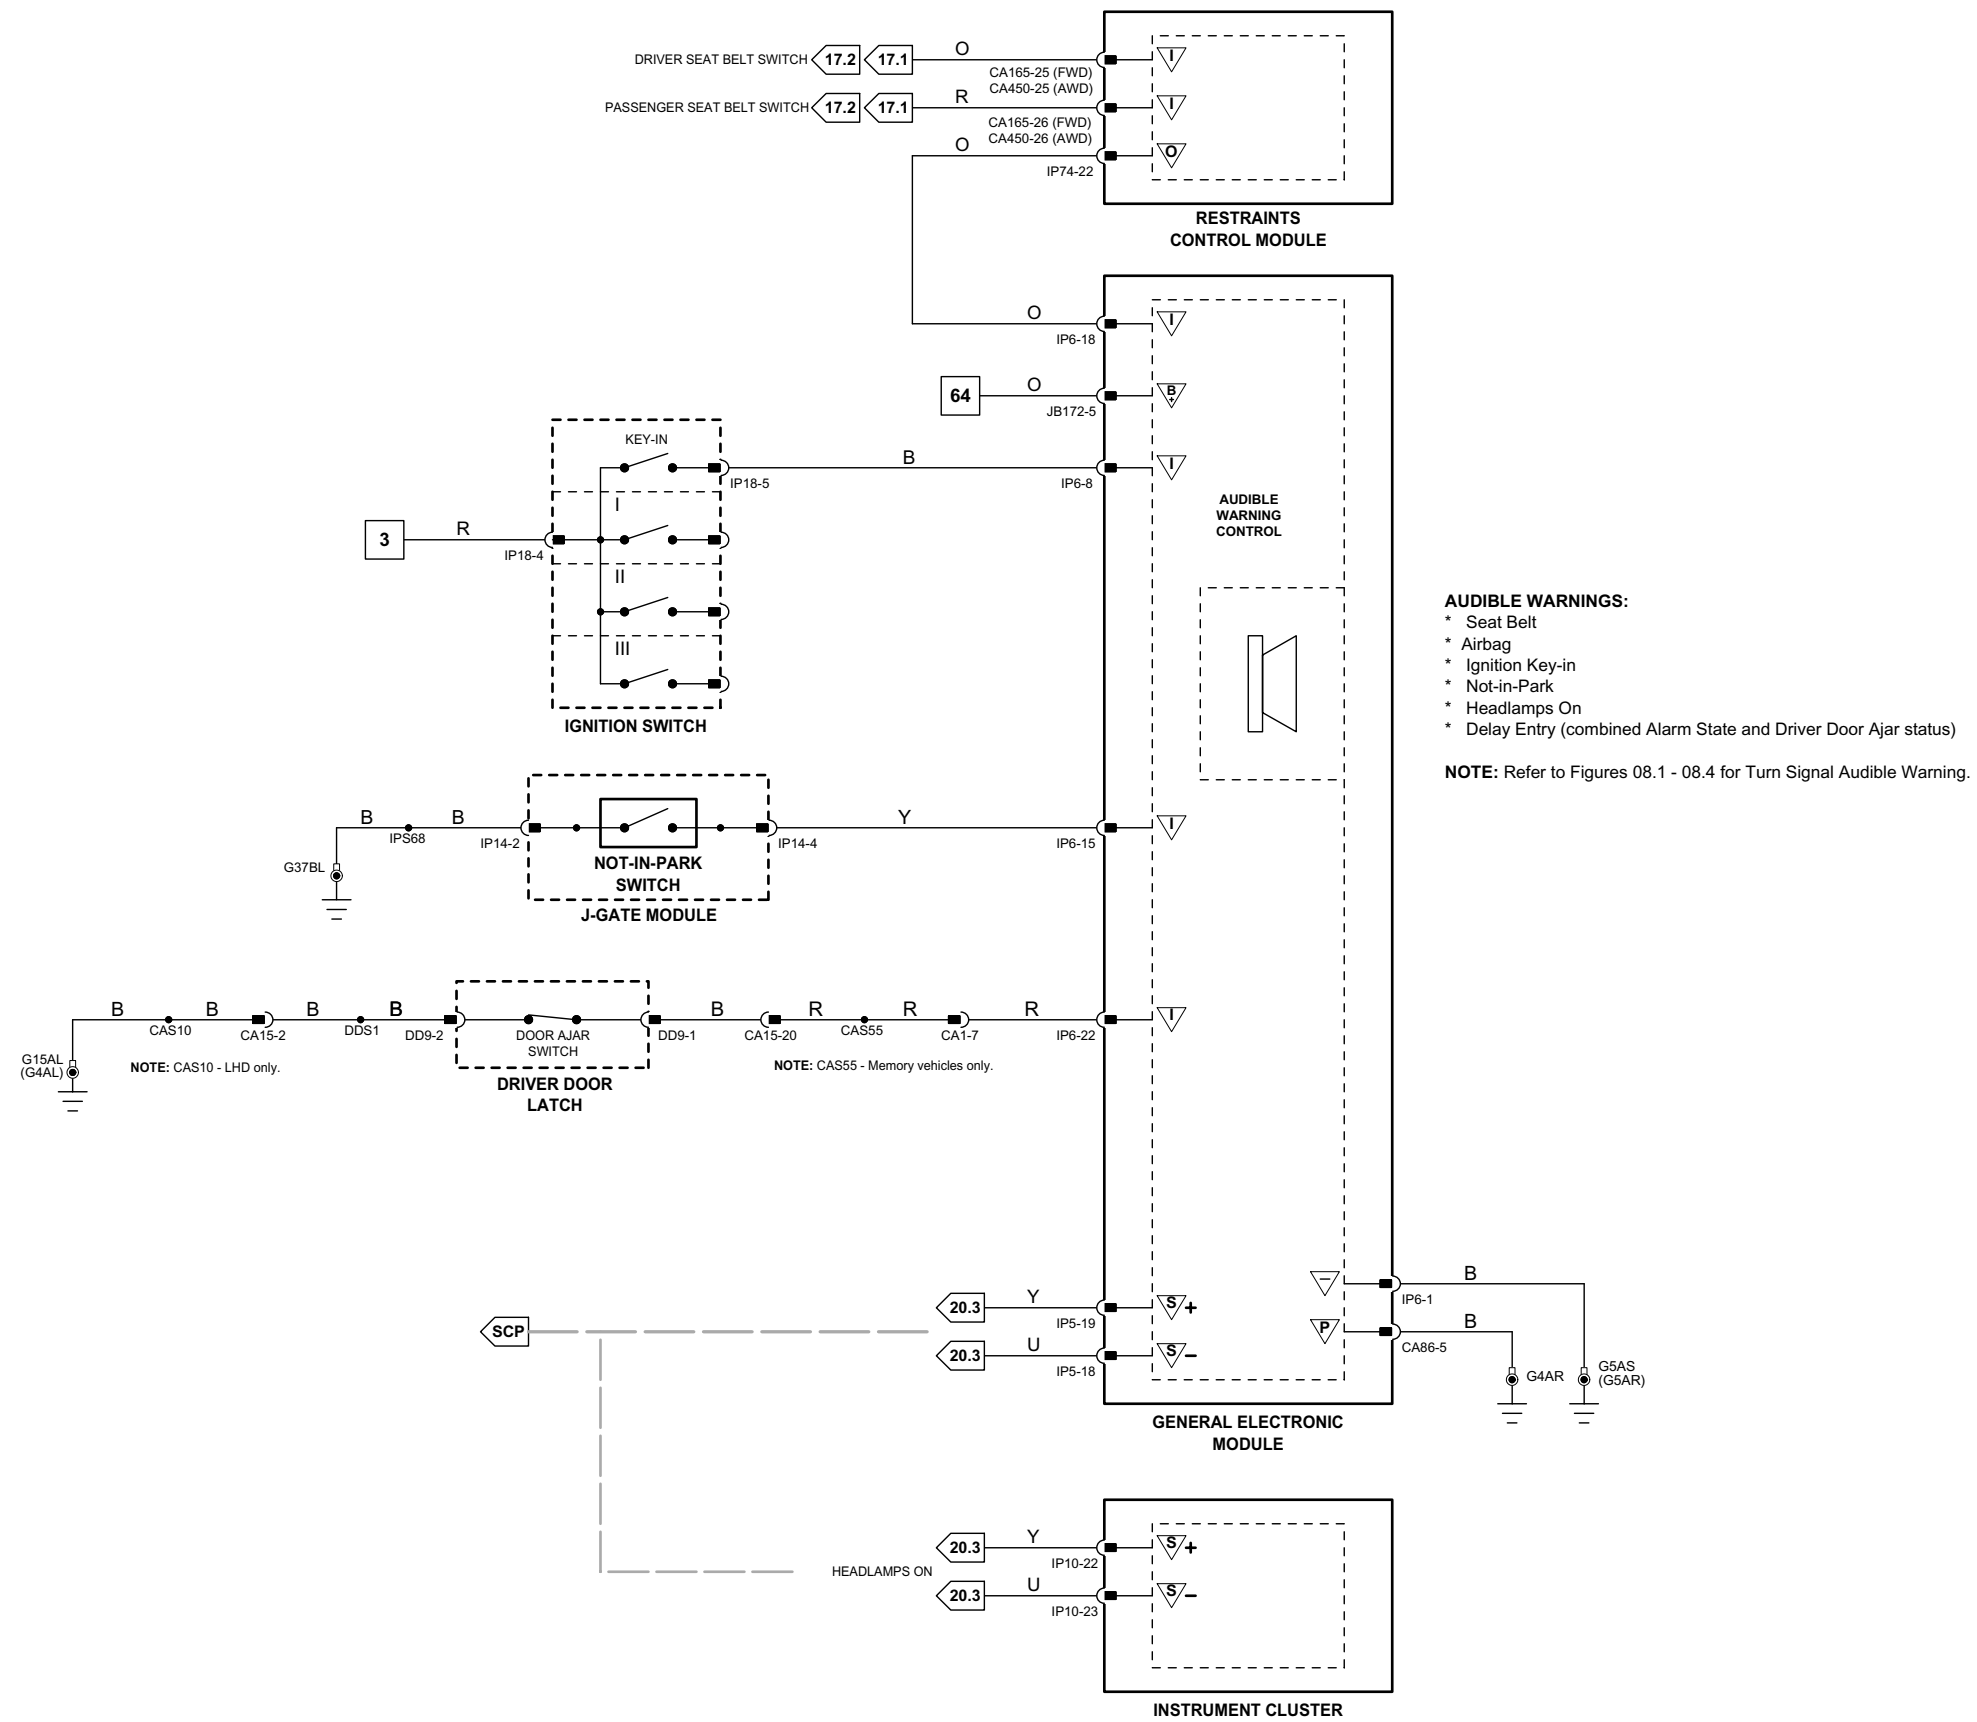 DRIVER SEAT BELT SWITCH 17.2 17.1 O I
CA165-25 (FWD)
CA450-25 (AWD)
PASSENGER SEAT BELT SWITCH 17.2 17.1 R I
CA165-26 (FWD)
CA450-26 (AWD)
O O
IP74-22
RESTRAINTS
CONTROL MODULE
O I
IP6-18
64 O B+
JB172-5
KEY-IN
B I
IP18-5 IP6-8
I
AUDIBLE
WARNING
CONTROL
3 R
IP18-4
II
III
IGNITION SWITCH
AUDIBLE WARNINGS:
* Seat Belt
* Airbag
* Ignition Key-in
* Not-in-Park
* Headlamps On
* Delay Entry (combined Alarm State and Driver Door Ajar status)
NOTE: Refer to Figures 08.1 - 08.4 for Turn Signal Audible Warning.
B B Y I
IPS68 IP14-2 IP14-4 IP6-15
G37BL
NOT-IN-PARK
SWITCH
J-GATE MODULE
B B B B B R R R I
CAS10 CA15-2 DDS1 DD9-2 DOOR AJAR DD9-1 CA15-20 CAS55 CA1-7 IP6-22
SWITCH
G15AL
(G4AL)
NOTE: CAS10 - LHD only.
NOTE: CAS55 - Memory vehicles only.
DRIVER DOOR
LATCH
– B
IP6-1
20.3 Y S +
IP5-19
SCP
P B
CA86-5
20.3 U S –
IP5-18
G4AR
G5AS
(G5AR)
GENERAL ELECTRONIC
MODULE
20.3 Y S +
IP10-22
HEADLAMPS ON
20.3 U S –
IP10-23
INSTRUMENT CLUSTER